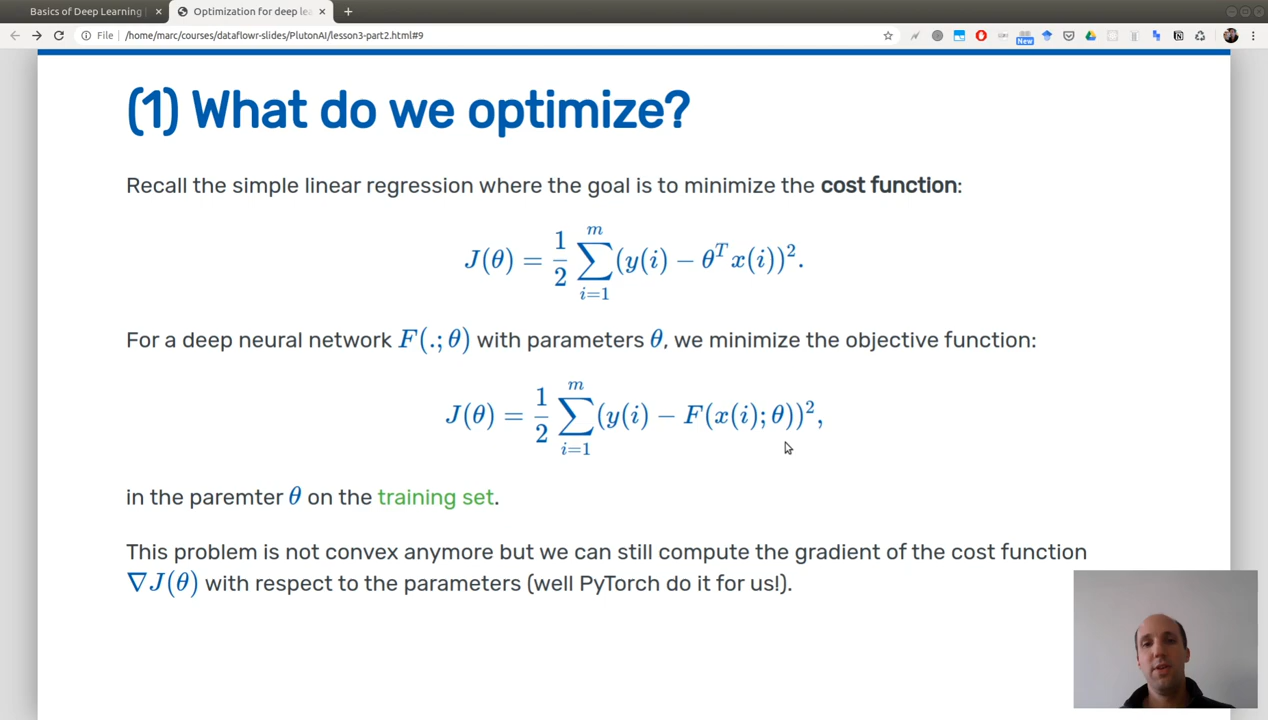 Basics of Deep Learning
Optimization for deep lea
File /home/marc/courses/dataflowr-slides/PlutonAI/lesson3-part2.html#9
New
(1) What do we optimize?
Recall the simple linear regression where the goal is to minimize the cost function:
J(θ) = 1/2 ∑_{i=1}^{m} (y(i) − θ^T x(i))².
For a deep neural network F(.; θ) with parameters θ, we minimize the objective function:
J(θ) = 1/2 ∑_{i=1}^{m} (y(i) − F(x(i); θ))²,
in the paremter θ on the training set.
This problem is not convex anymore but we can still compute the gradient of the cost function
∇J(θ) with respect to the parameters (well PyTorch do it for us!).